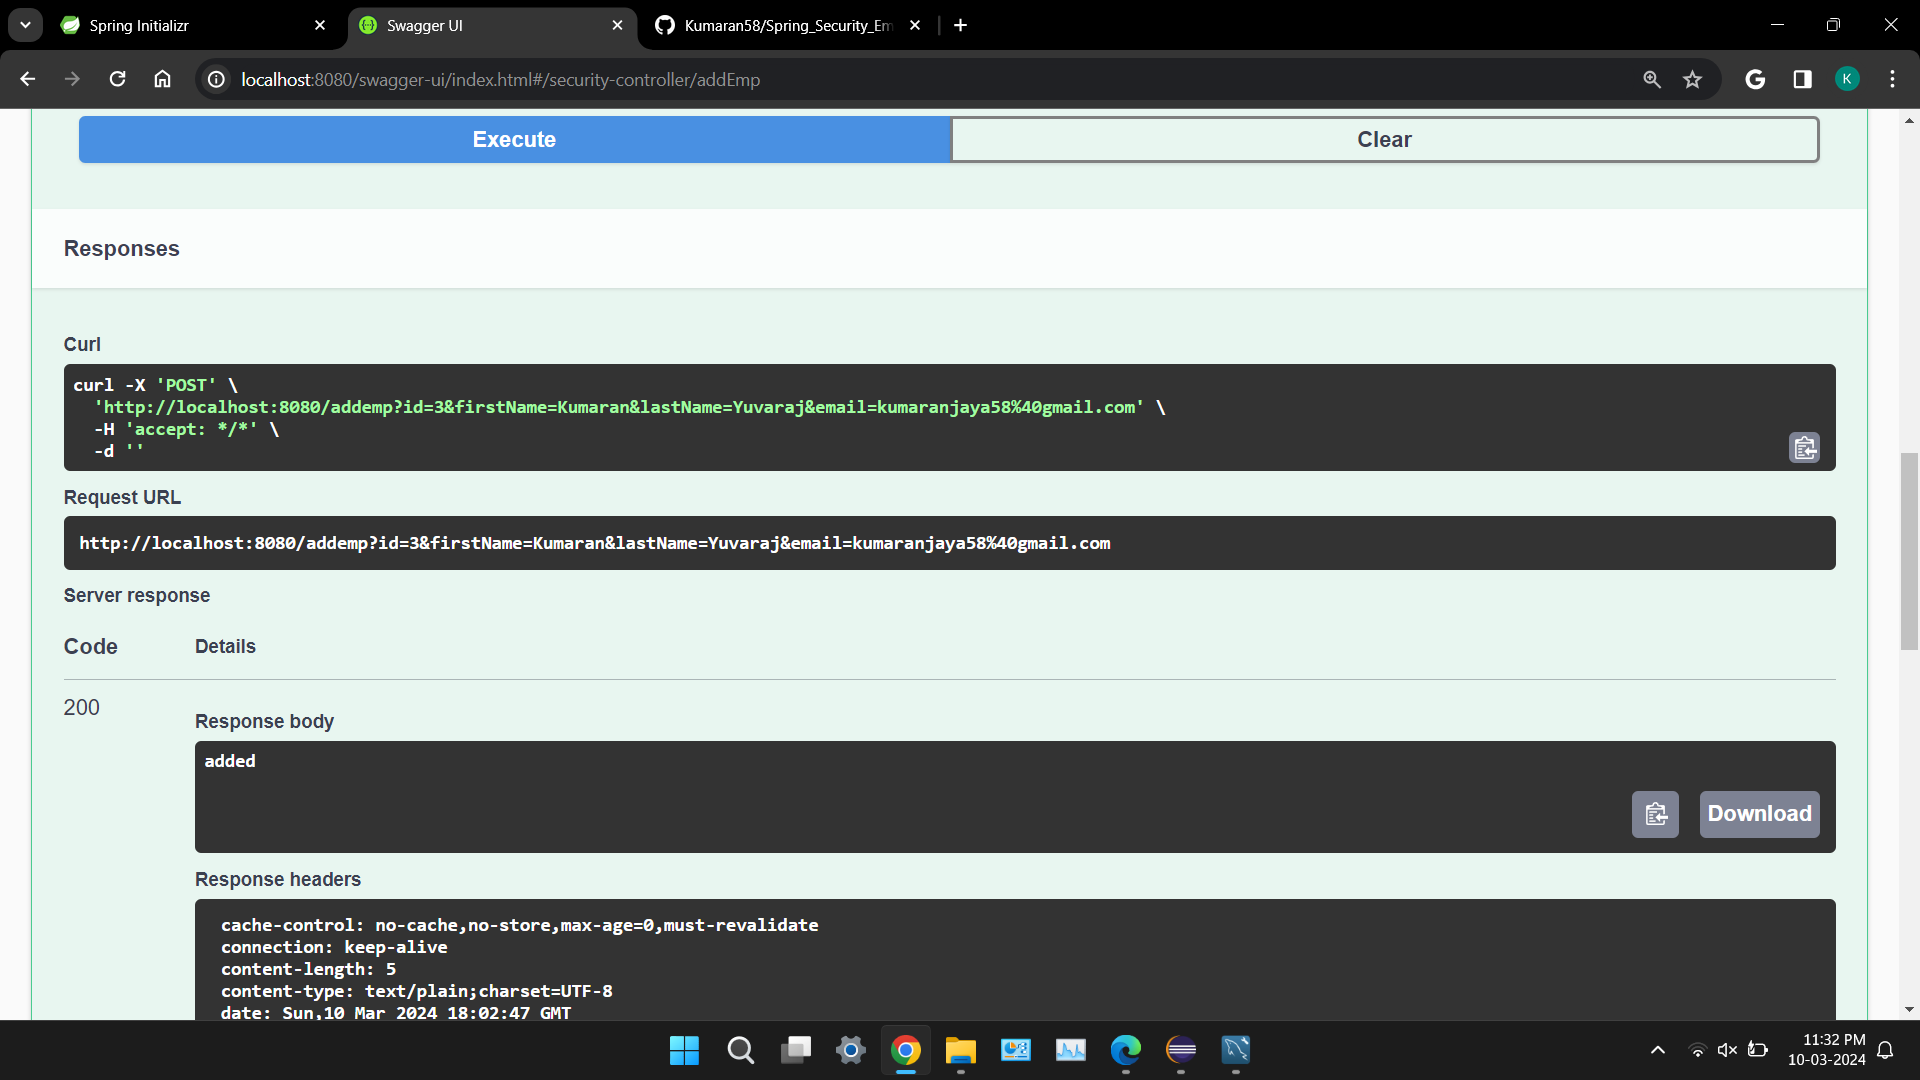 Spring Initializr
Swagger UI
Kumaran58/Spring_Security_Em
localhost:8080/swagger-ui/index.html#/security-controller/addEmp
K
Execute
Clear
Responses
Curl
curl -X 'POST' \
'http://localhost:8080/addemp?id=3&firstName=Kumaran&lastName=Yuvaraj&email=kumaranjaya58%40gmail.com' \
-H 'accept: */*' \
-d ''
Request URL
http://localhost:8080/addemp?id=3&firstName=Kumaran&lastName=Yuvaraj&email=kumaranjaya58%40gmail.com
Server response
Code
Details
200
Response body
added
Download
Response headers
cache-control: no-cache,no-store,max-age=0,must-revalidate
connection: keep-alive
content-length: 5
content-type: text/plain;charset=UTF-8
date: Sun,10 Mar 2024 18:02:47 GMT
11:32 PM
10-03-2024